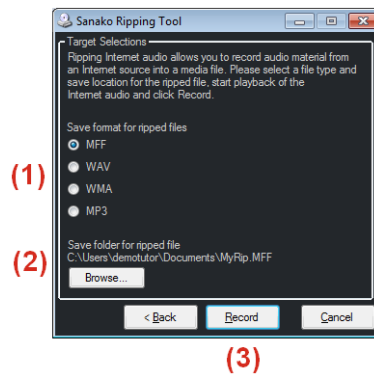 Sanako Ripping Tool
Target Selections
Ripping Internet audio allows you to record audio material from
an Internet source into a media file. Please select a file type and
save location for the ripped file, start playback of the
Internet audio and click Record.
Save format for ripped files
MFF
(1)
WAV
WMA
MP3
Save folder for ripped file
(2)
C:\Users\demotutor\Documents\MyRip.MFF
Browse...
< Back Record Cancel
(3)